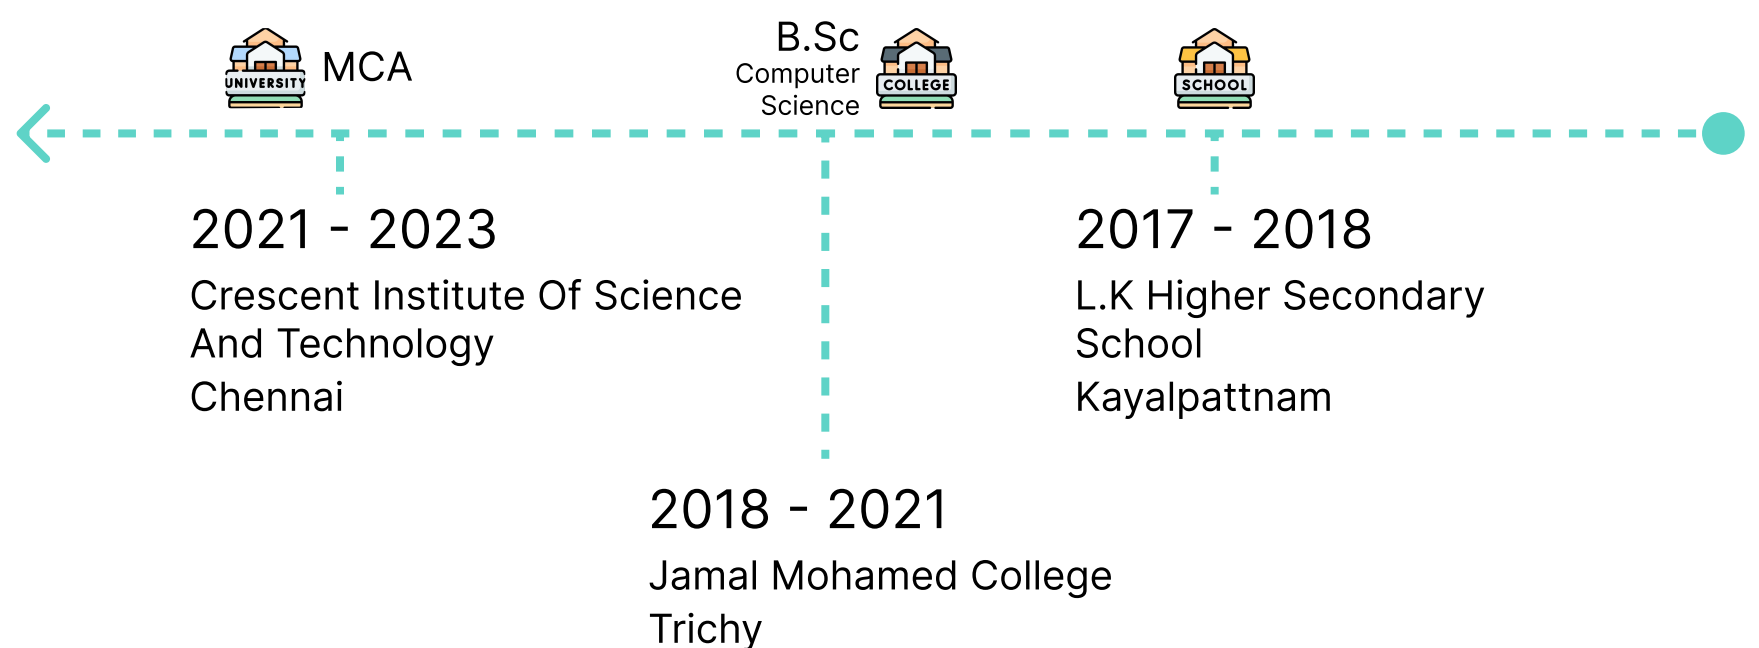 UNIVERSITY
MCA
B.Sc
Computer
Science
COLLEGE
SCHOOL
2021 - 2023
Crescent Institute Of Science
And Technology
Chennai
2018 - 2021
Jamal Mohamed College
Trichy
2017 - 2018
L.K Higher Secondary
School
Kayalpattnam